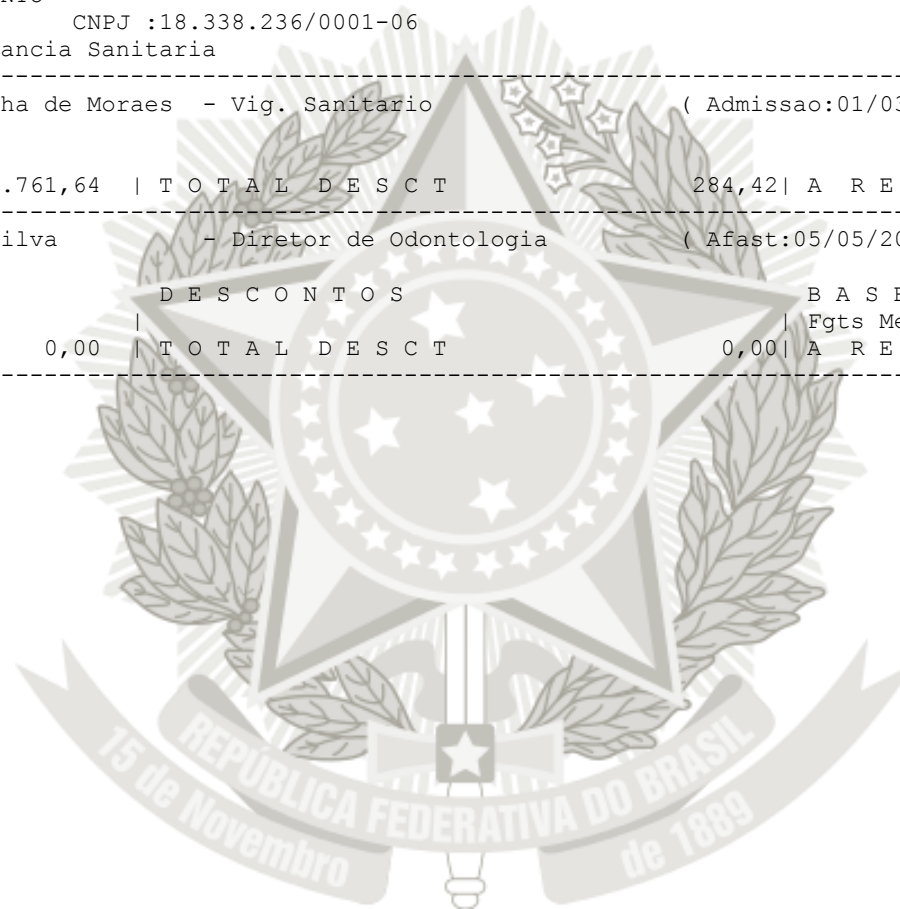 CNPJ :18.338.236/0001-06
ancia Sanitaria
--------------------------------------------------------------
ha de Moraes - Vig. Sanitario ( Admissao:01/03
.761,64 | T O T A L D E S C T 284,42| A R E
--------------------------------------------------------------
ilva - Diretor de Odontologia ( Afast:05/05/20
D E S C O N T O S B A S E
| | Fgts Me
0,00 | T O T A L D E S C T 0,00| A R E
--------------------------------------------------------------
REPÚBLICA FEDERATIVA DO BRASIL
15 de Novembro de 1889